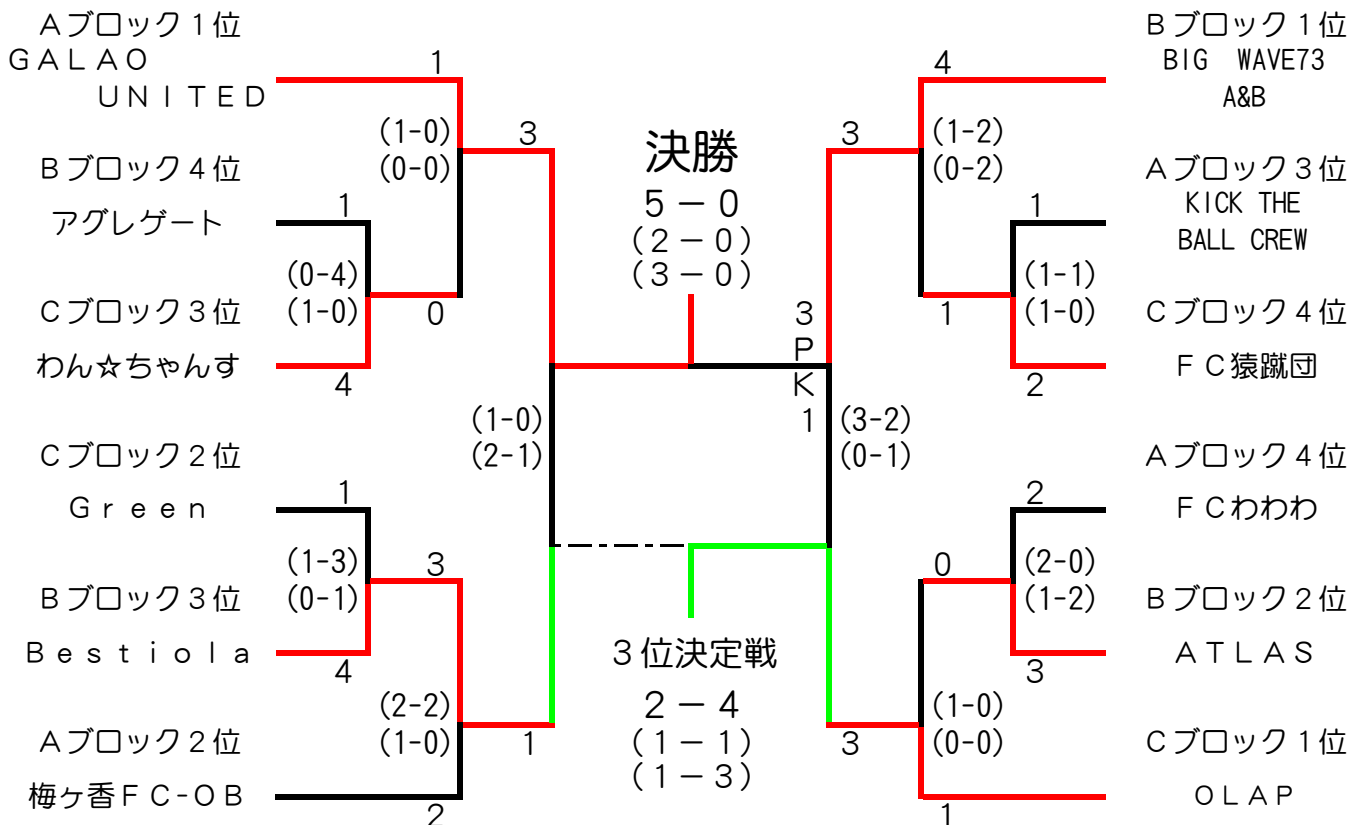 Aブロック1位
GALAO
UNITED
1
(1-0)
(0-0)
3
Bブロック4位
アグレゲート
1
(0-4)
(1-0)
0
Cブロック3位
わん☆ちゃんす
4
(1-0)
(2-1)
Cブロック2位
Green
1
(1-3)
(0-1)
3
Bブロック3位
Bestiola
4
(2-2)
(1-0)
1
Aブロック2位
梅ヶ香FC-OB
2
決勝
5-0
(2-0)
(3-0)
3
PK
1
3位決定戦
2-4
(1-1)
(1-3)
Bブロック1位
BIG WAVE73
A&B
4
3
(1-2)
(0-2)
Aブロック3位
KICK THE
BALL CREW
1
(1-1)
(1-0)
1
Cブロック4位
FC猿蹴団
2
(3-2)
(0-1)
Aブロック4位
FCわわわ
2
0
(2-0)
(1-2)
Bブロック2位
ATLAS
3
(1-0)
(0-0)
3
Cブロック1位
OLAP
1